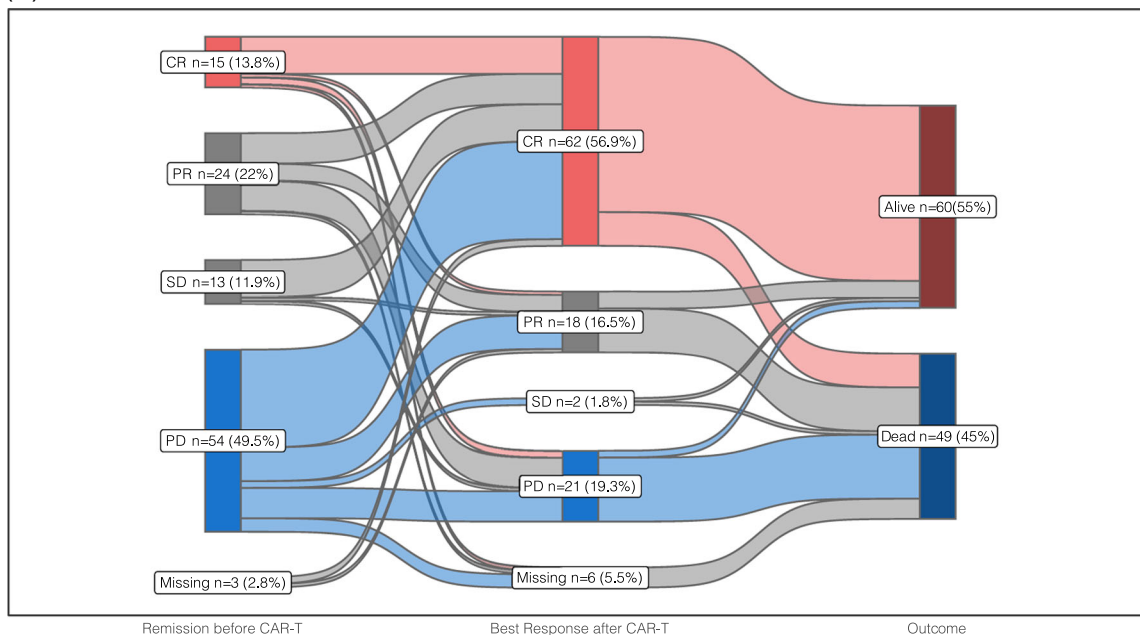 CR n=15 (13.8%)
PR n=24 (22%)
SD n=13 (11.9%)
PD n=54 (49.5%)
Missing n=3 (2.8%)
CR n=62 (56.9%)
PR n=18 (16.5%)
SD n=2 (1.8%)
PD n=21 (19.3%)
Missing n=6 (5.5%)
Alive n=60(55%)
Dead n=49 (45%)
Remission before CAR-T
Best Response after CAR-T
Outcome